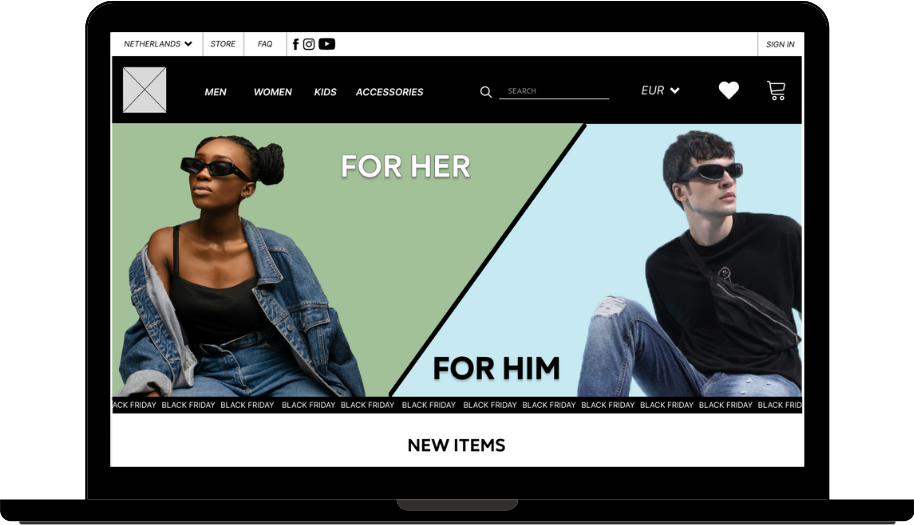 NETHERLANDS STORE FAQ SIGN IN
MEN WOMEN KIDS ACCESSORIES SEARCH EUR
FOR HER
FOR HIM
ACK FRIDAY BLACK FRIDAY BLACK FRIDAY BLACK FRIDAY BLACK FRIDAY BLACK FRIDAY BLACK FRIDAY BLACK FRIDAY BLACK FRIDAY BLACK FRIDAY BLACK FRIDAY BLACK FRID
NEW ITEMS